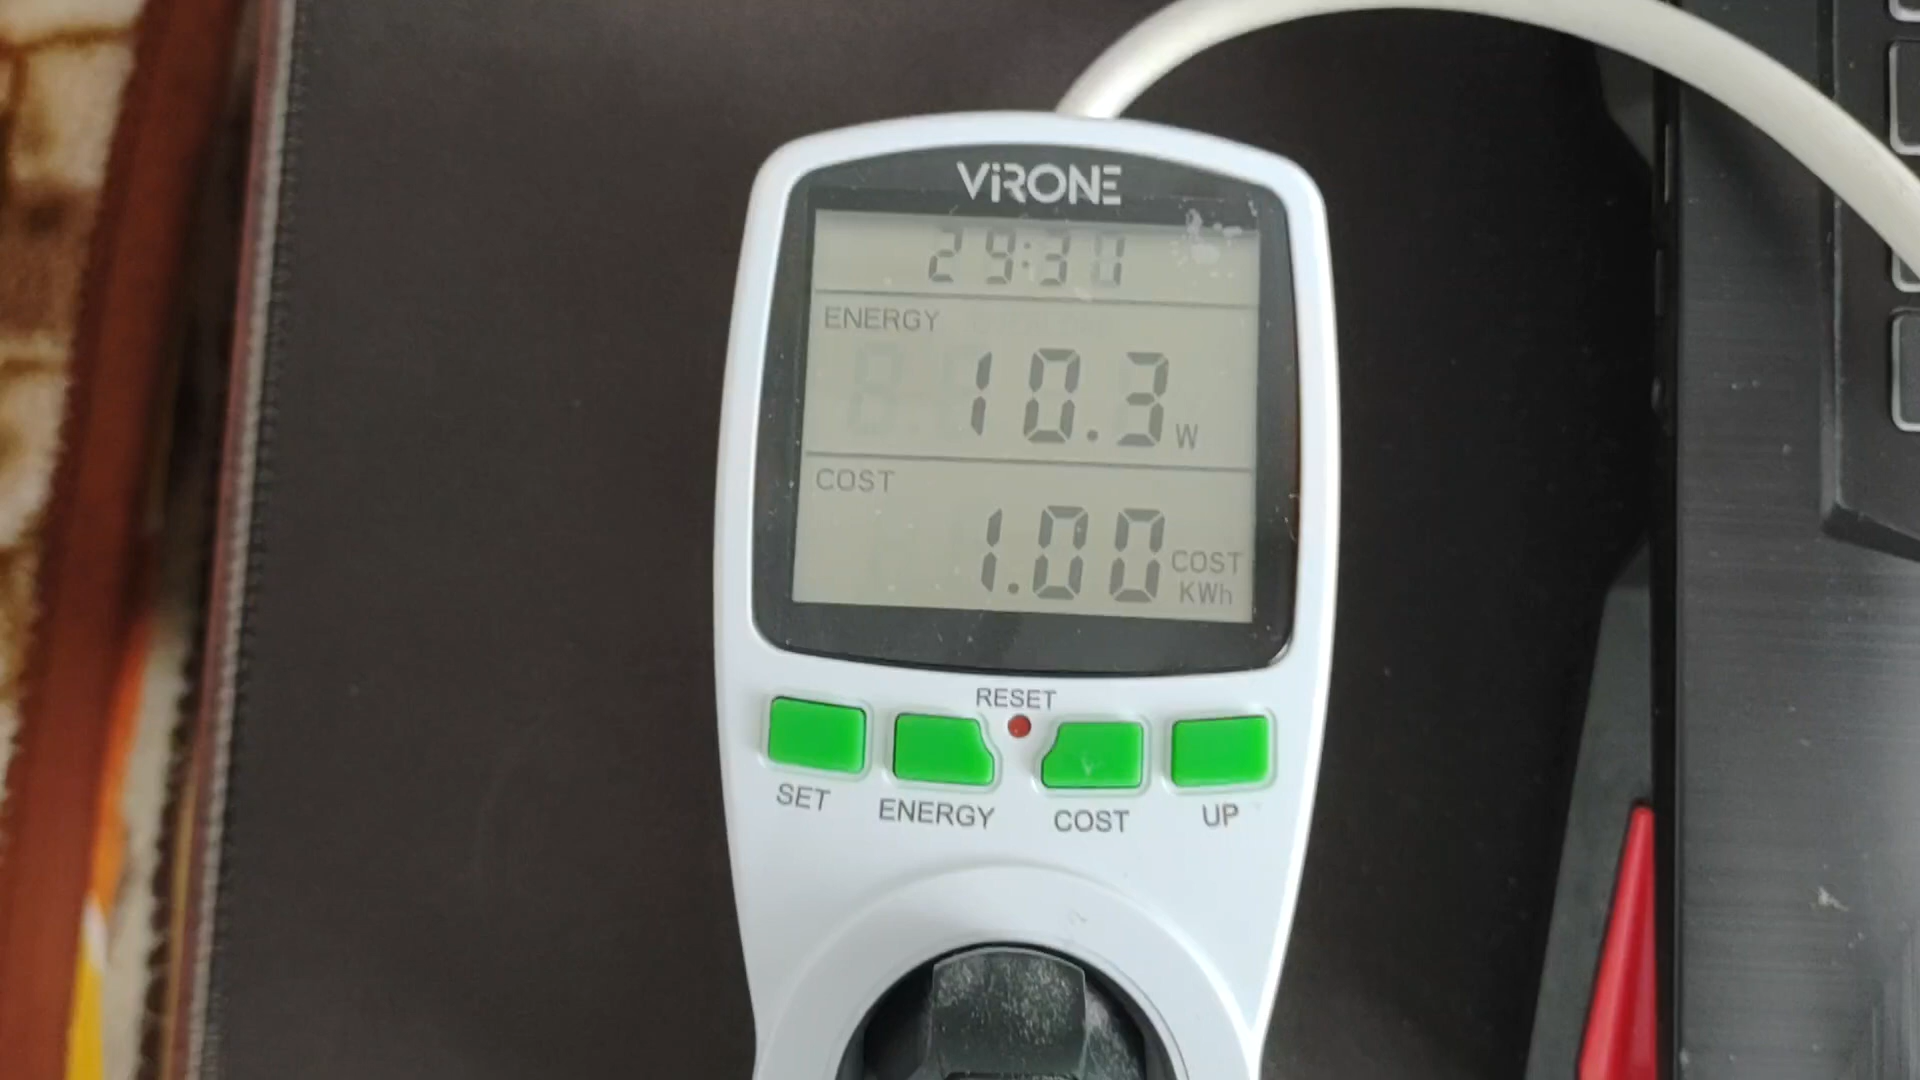 ViRONE
29:30
ENERGY
10.3 W
COST
1.00 COST
KWh
RESET
SET ENERGY COST UP